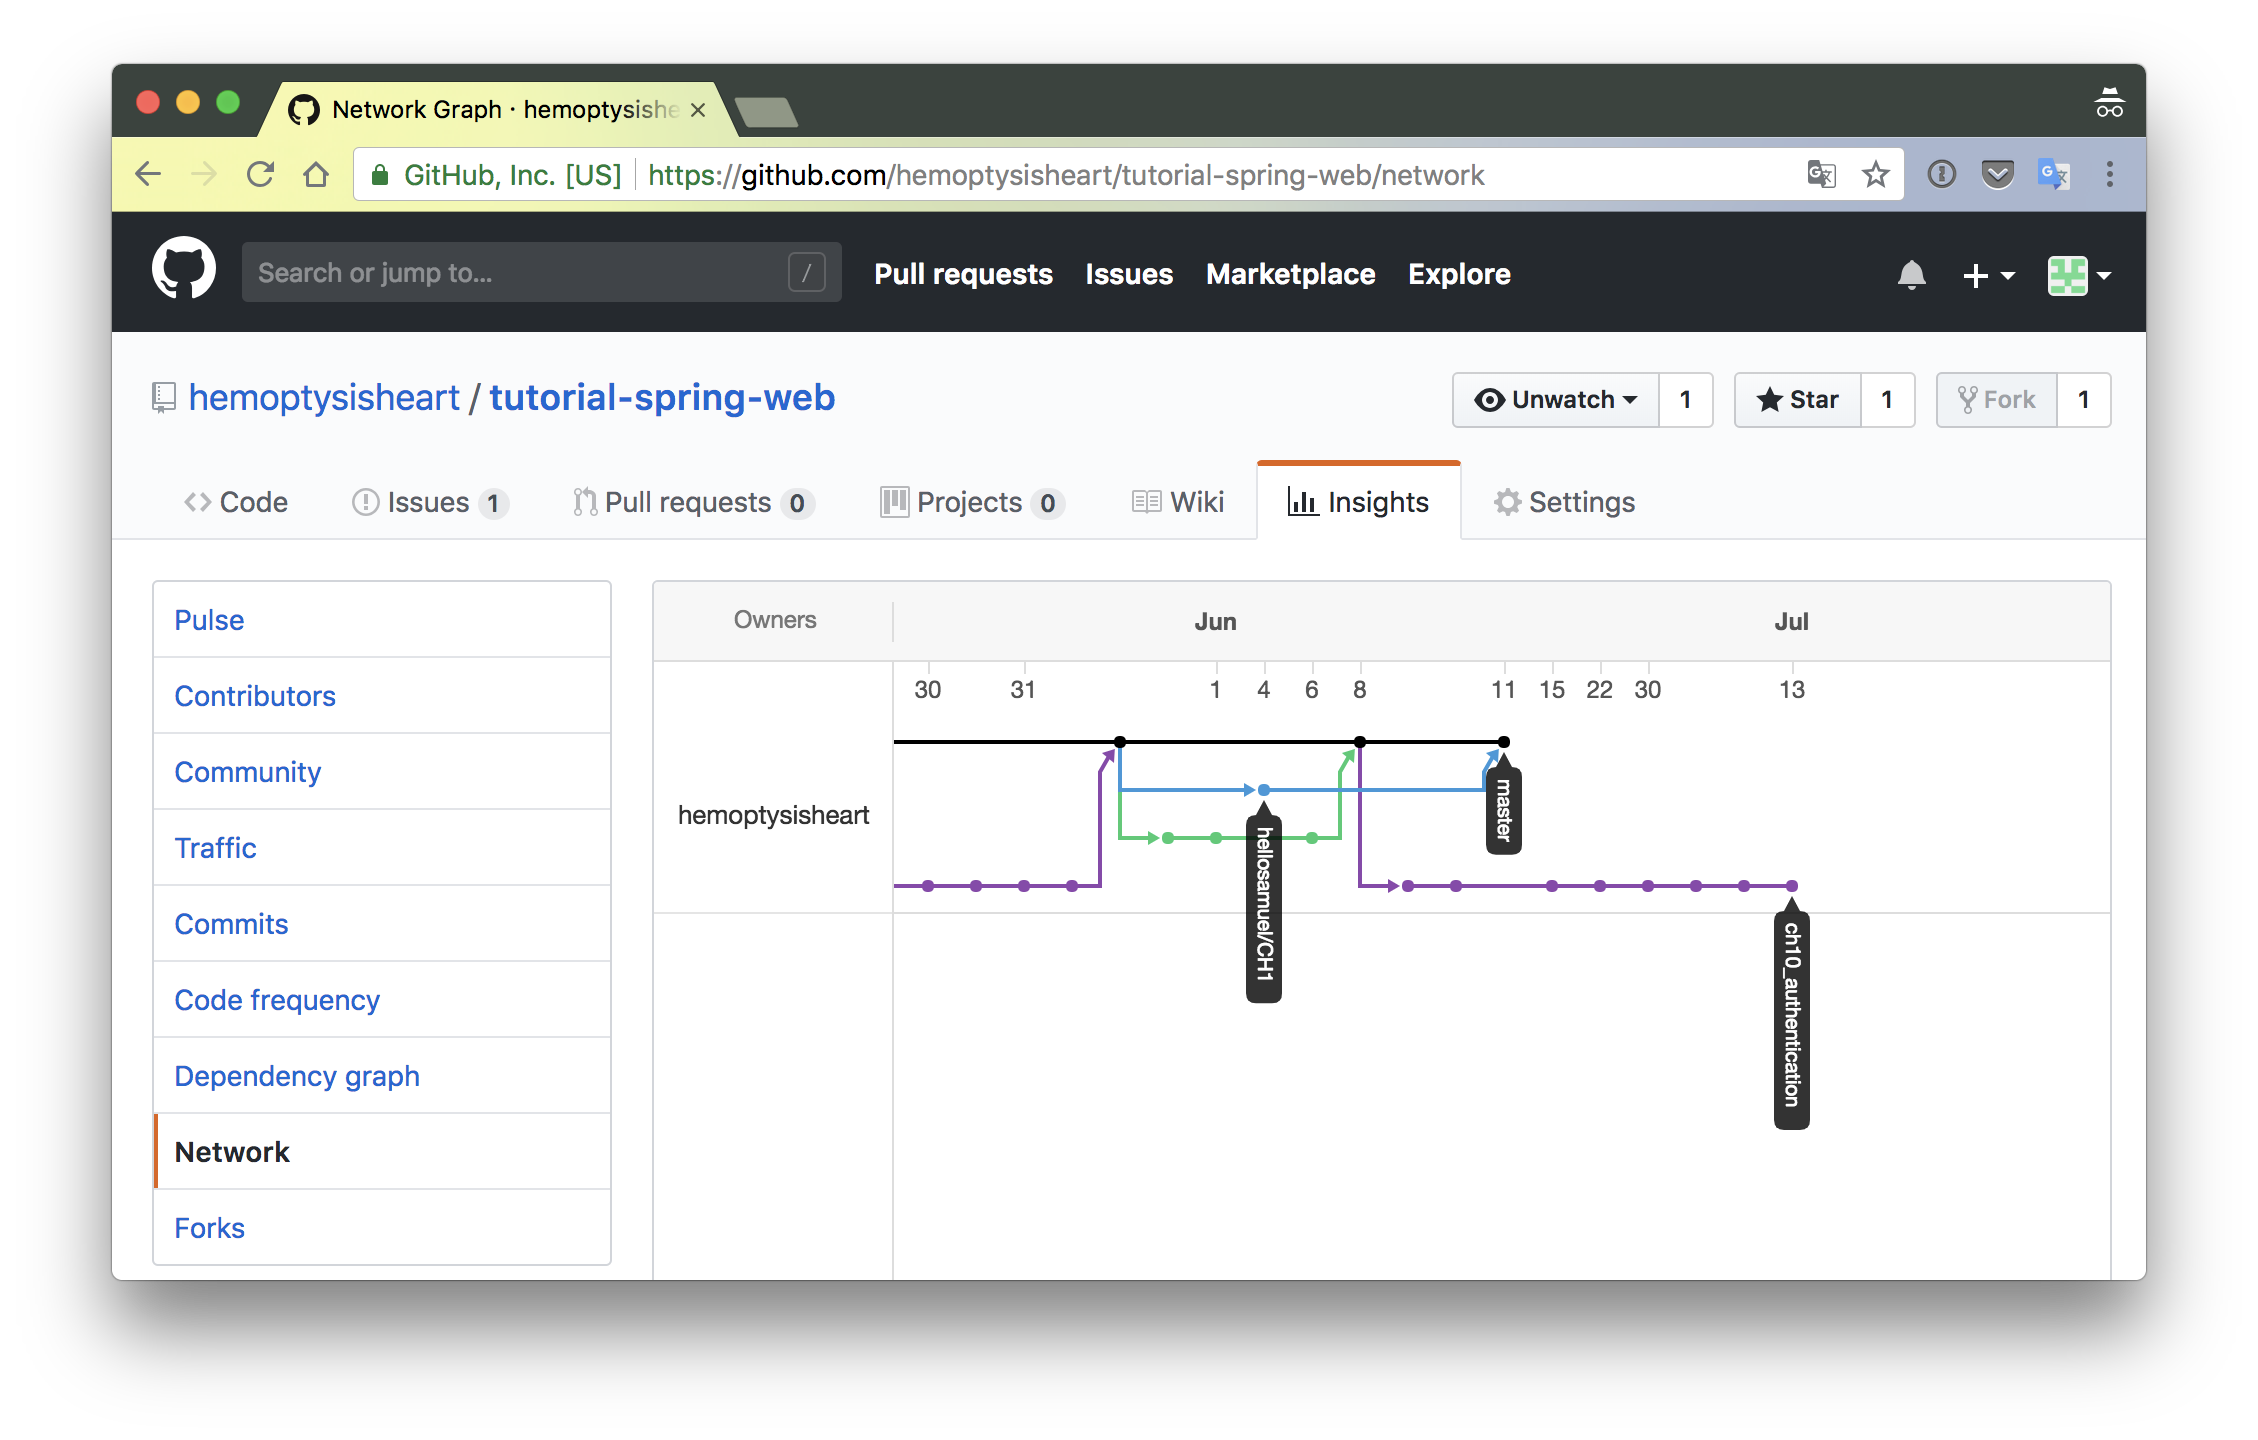 Network Graph · hemoptysishe
GitHub, Inc. [US] https://github.com/hemoptysisheart/tutorial-spring-web/network
Search or jump to... / Pull requests Issues Marketplace Explore
hemoptysisheart / tutorial-spring-web Unwatch 1 Star 1 Fork 1
Code Issues 1 Pull requests 0 Projects 0 Wiki Insights Settings
Pulse
Contributors
Community
Traffic
Commits
Code frequency
Dependency graph
Network
Forks
Owners Jun Jul
30 31 1 4 6 8 11 15 22 30 13
hemoptysisheart
master
hellosamuel/CH1
ch10_authentication